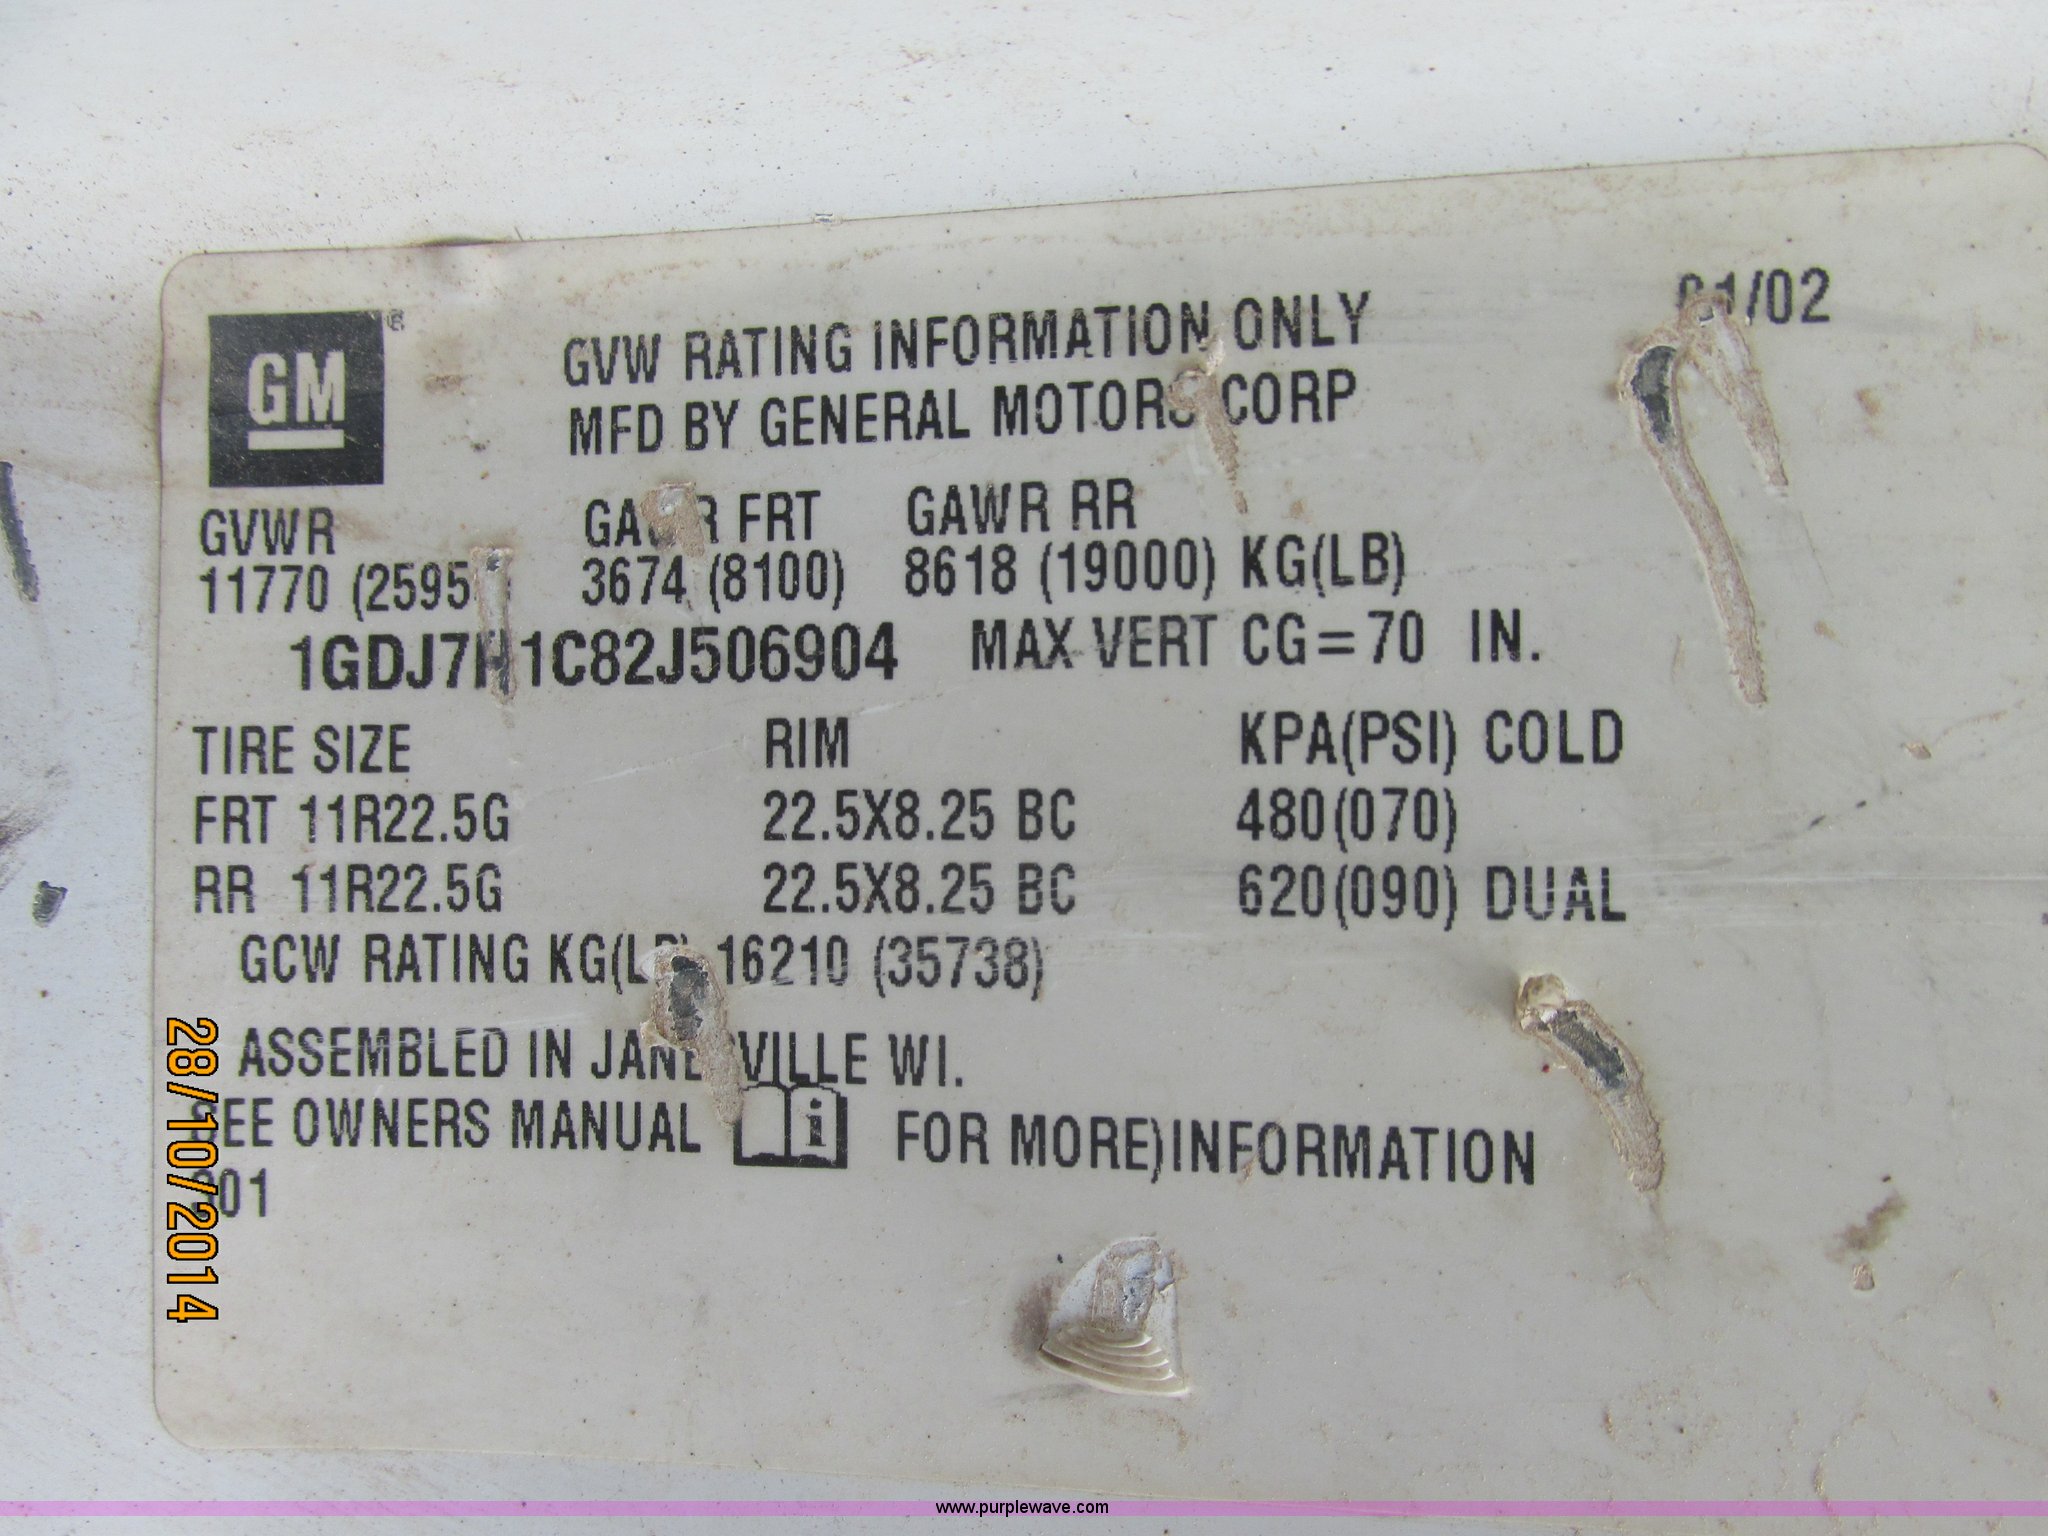 GM ®
GVW RATING INFORMATION ONLY
01/02
MFD BY GENERAL MOTORS CORP
GVWR GAWR FRT GAWR RR
11770 3674 (8100) 8618 (19000) KG(LB)
1GDJ7H1C82J506904 MAX VERT CG=70 IN.
TIRE SIZE RIM KPA(PSI) COLD
FRT 11R22.5G 22.5X8.25 BC 480(070)
RR 11R22.5G 22.5X8.25 BC 620(090) DUAL
GCW RATING KG(LB) 16210 (35738)
ASSEMBLED IN JANESVILLE WI.
SEE OWNERS MANUAL i FOR MORE)INFORMATION
28/10/2014
www.purplewave.com